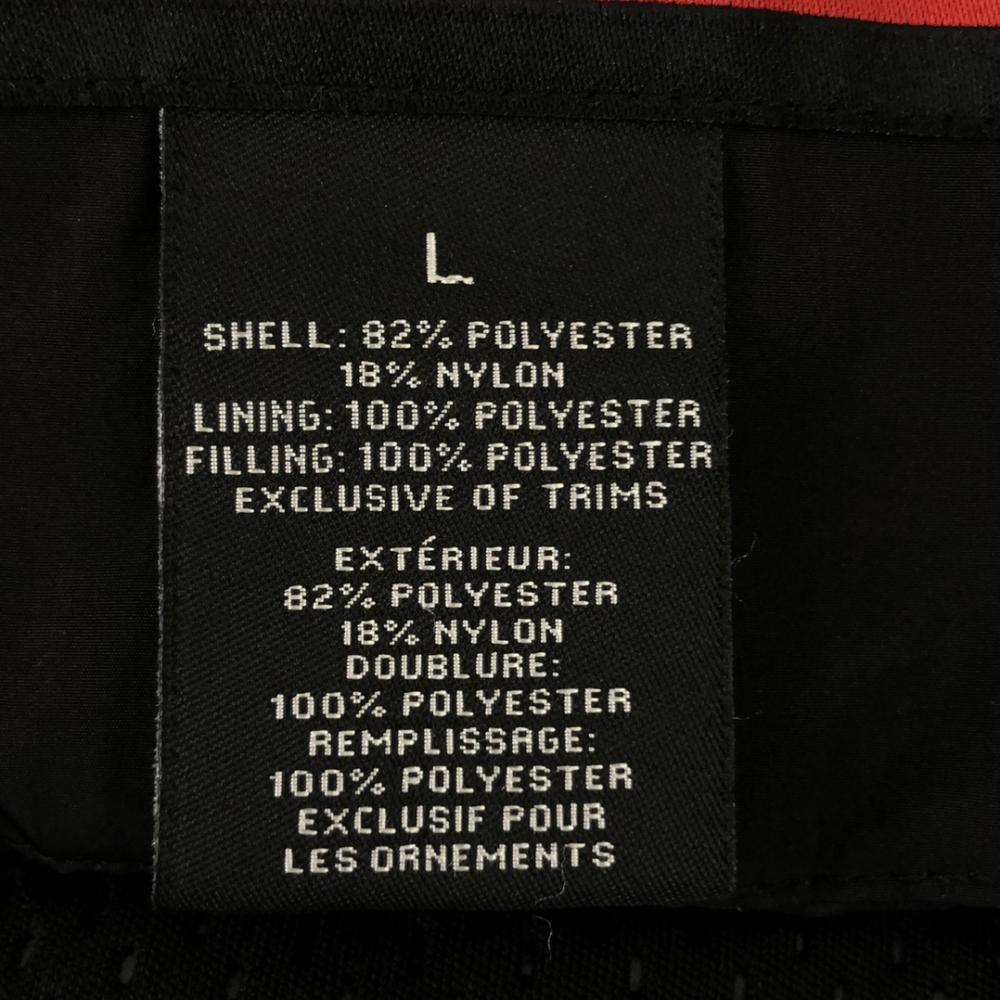 L
SHELL: 82% POLYESTER
18% NYLON
LINING: 100% POLYESTER
FILLING: 100% POLYESTER
EXCLUSIVE OF TRIMS
EXTÉRIEUR:
82% POLYESTER
18% NYLON
DOUBLURE:
100% POLYESTER
REMPLISSAGE:
100% POLYESTER
EXCLUSIF POUR
LES ORNEMENTS